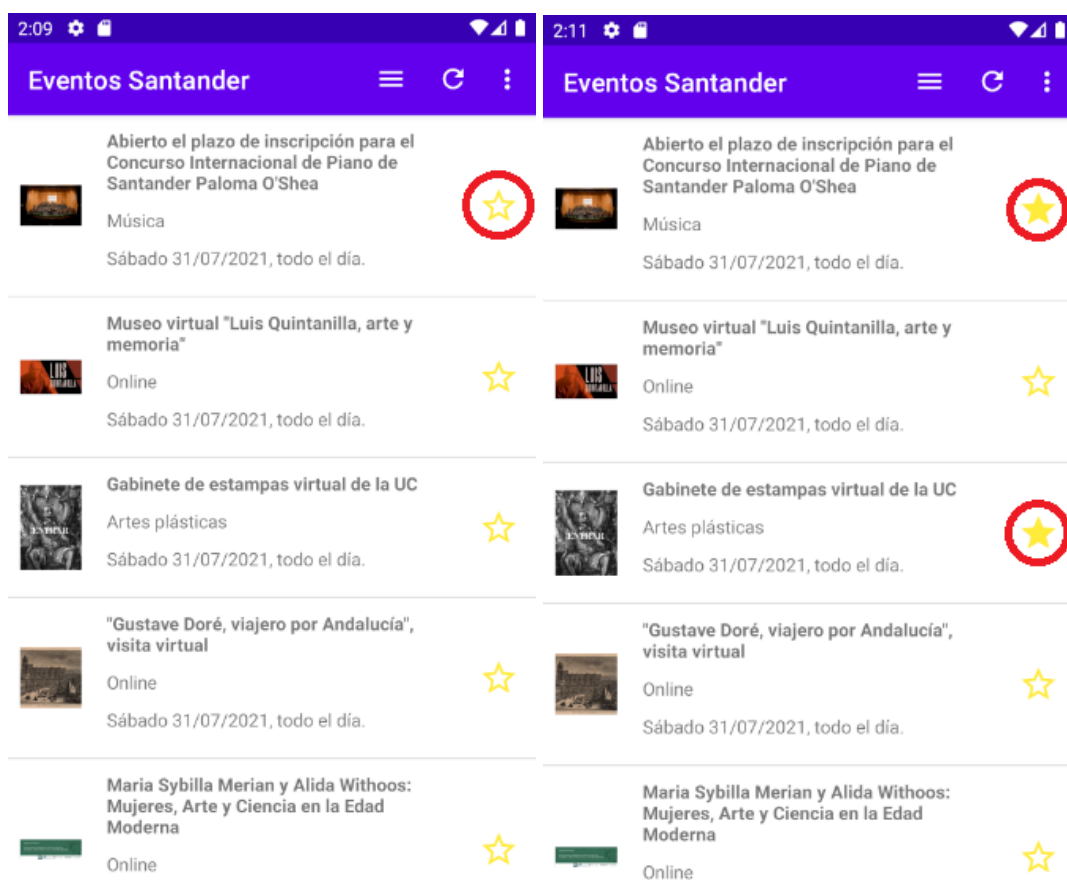 2:09
Eventos Santander
Abierto el plazo de inscripción para el
Concurso Internacional de Piano de
Santander Paloma O'Shea
Música
Sábado 31/07/2021, todo el día.
Museo virtual "Luis Quintanilla, arte y
memoria"
Online
Sábado 31/07/2021, todo el día.
LUIS
QUINTANILLA
Gabinete de estampas virtual de la UC
Artes plásticas
Sábado 31/07/2021, todo el día.
ENTRAR
"Gustave Doré, viajero por Andalucía",
visita virtual
Online
Sábado 31/07/2021, todo el día.
Maria Sybilla Merian y Alida Withoos:
Mujeres, Arte y Ciencia en la Edad
Moderna
Online
2:11
Eventos Santander
Abierto el plazo de inscripción para el
Concurso Internacional de Piano de
Santander Paloma O'Shea
Música
Sábado 31/07/2021, todo el día.
Museo virtual "Luis Quintanilla, arte y
memoria"
Online
Sábado 31/07/2021, todo el día.
LUIS
QUINTANILLA
Gabinete de estampas virtual de la UC
Artes plásticas
Sábado 31/07/2021, todo el día.
ENTRAR
"Gustave Doré, viajero por Andalucía",
visita virtual
Online
Sábado 31/07/2021, todo el día.
Maria Sybilla Merian y Alida Withoos:
Mujeres, Arte y Ciencia en la Edad
Moderna
Online